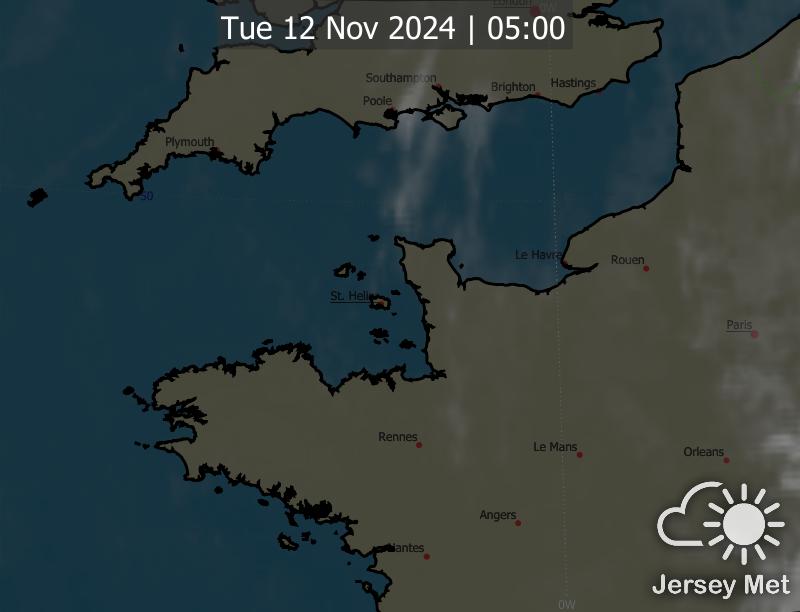 London
0W
Tue 12 Nov 2024 | 05:00
Southampton
Brighton
Hastings
Poole
Plymouth
50
Le Havre
Rouen
St. Helier
Paris
Rennes
Le Mans
Orleans
Angers
Nantes
Jersey Met
0W